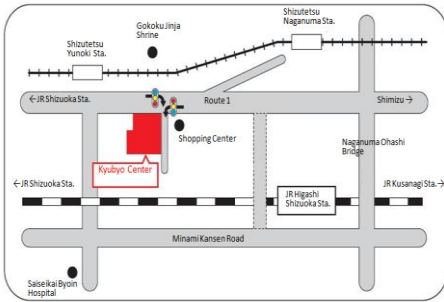 Shizutetsu
Naganuma Sta.
Gokoku Jinja
Shrine
Shizutetsu
Yunoki Sta.
←JR Shizuoka Sta.
Route 1
Shimizu→
Shopping Center
Naganuma Ohashi
Bridge
Kyubyo Center
←JR Shizuoka Sta.
JR Kusanagi Sta.→
JR Higashi
Shizuoka Sta.
Minami Kansen Road
Saiseikai Byoin
Hospital